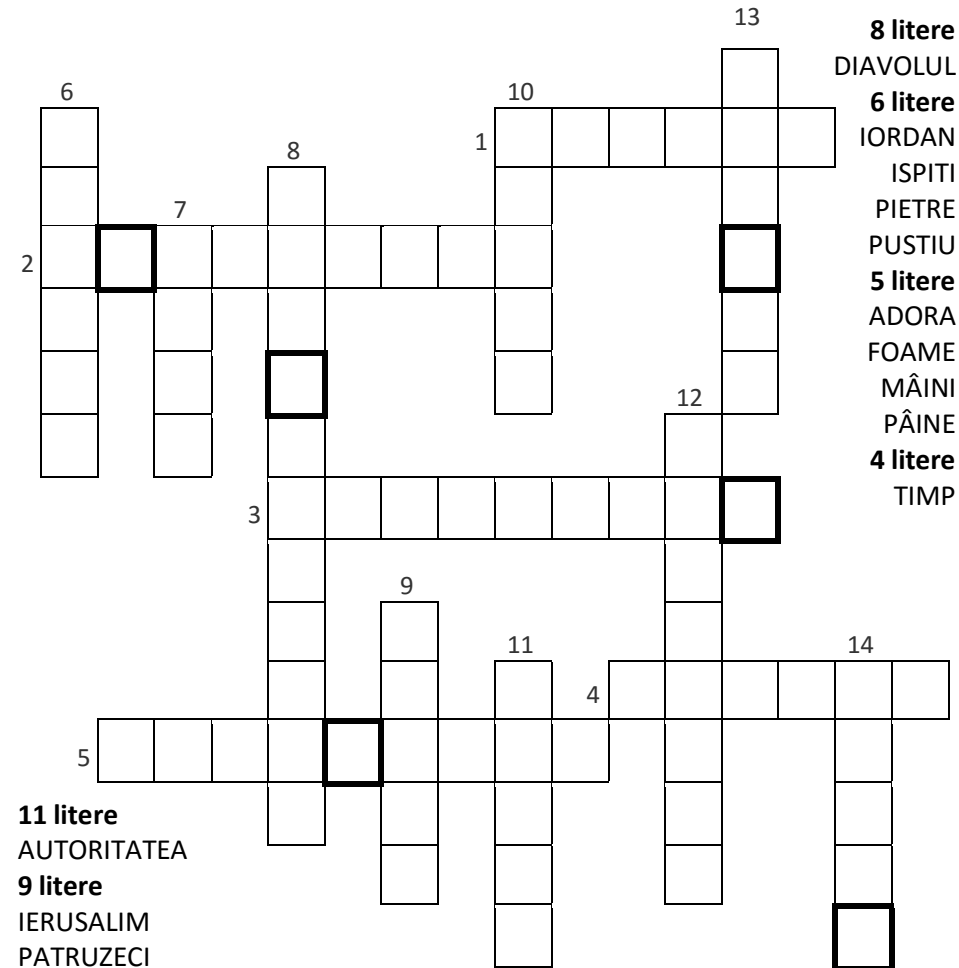 13
8 litere
DIAVOLUL
6 10
6 litere
8
1
IORDAN
ISPITI
7
PIETRE
PUSTIU
2
5 litere
ADORA
FOAME
12
MÂINI
PÂINE
4 litere
TIMP
3
9
11 14
4
5
11 litere
AUTORITATEA
9 litere
IERUSALIM
PATRUZECI